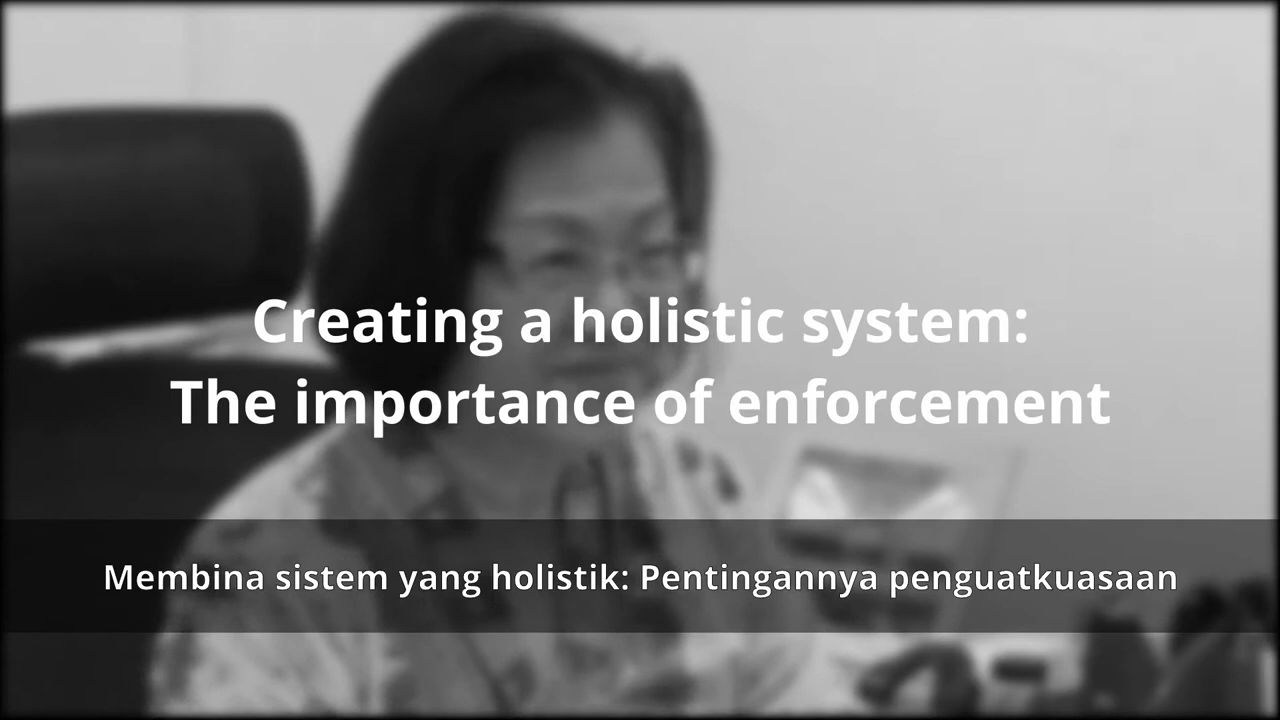 Creating a holistic system:
The importance of enforcement
Membina sistem yang holistik: Pentingannya penguatkuasaan